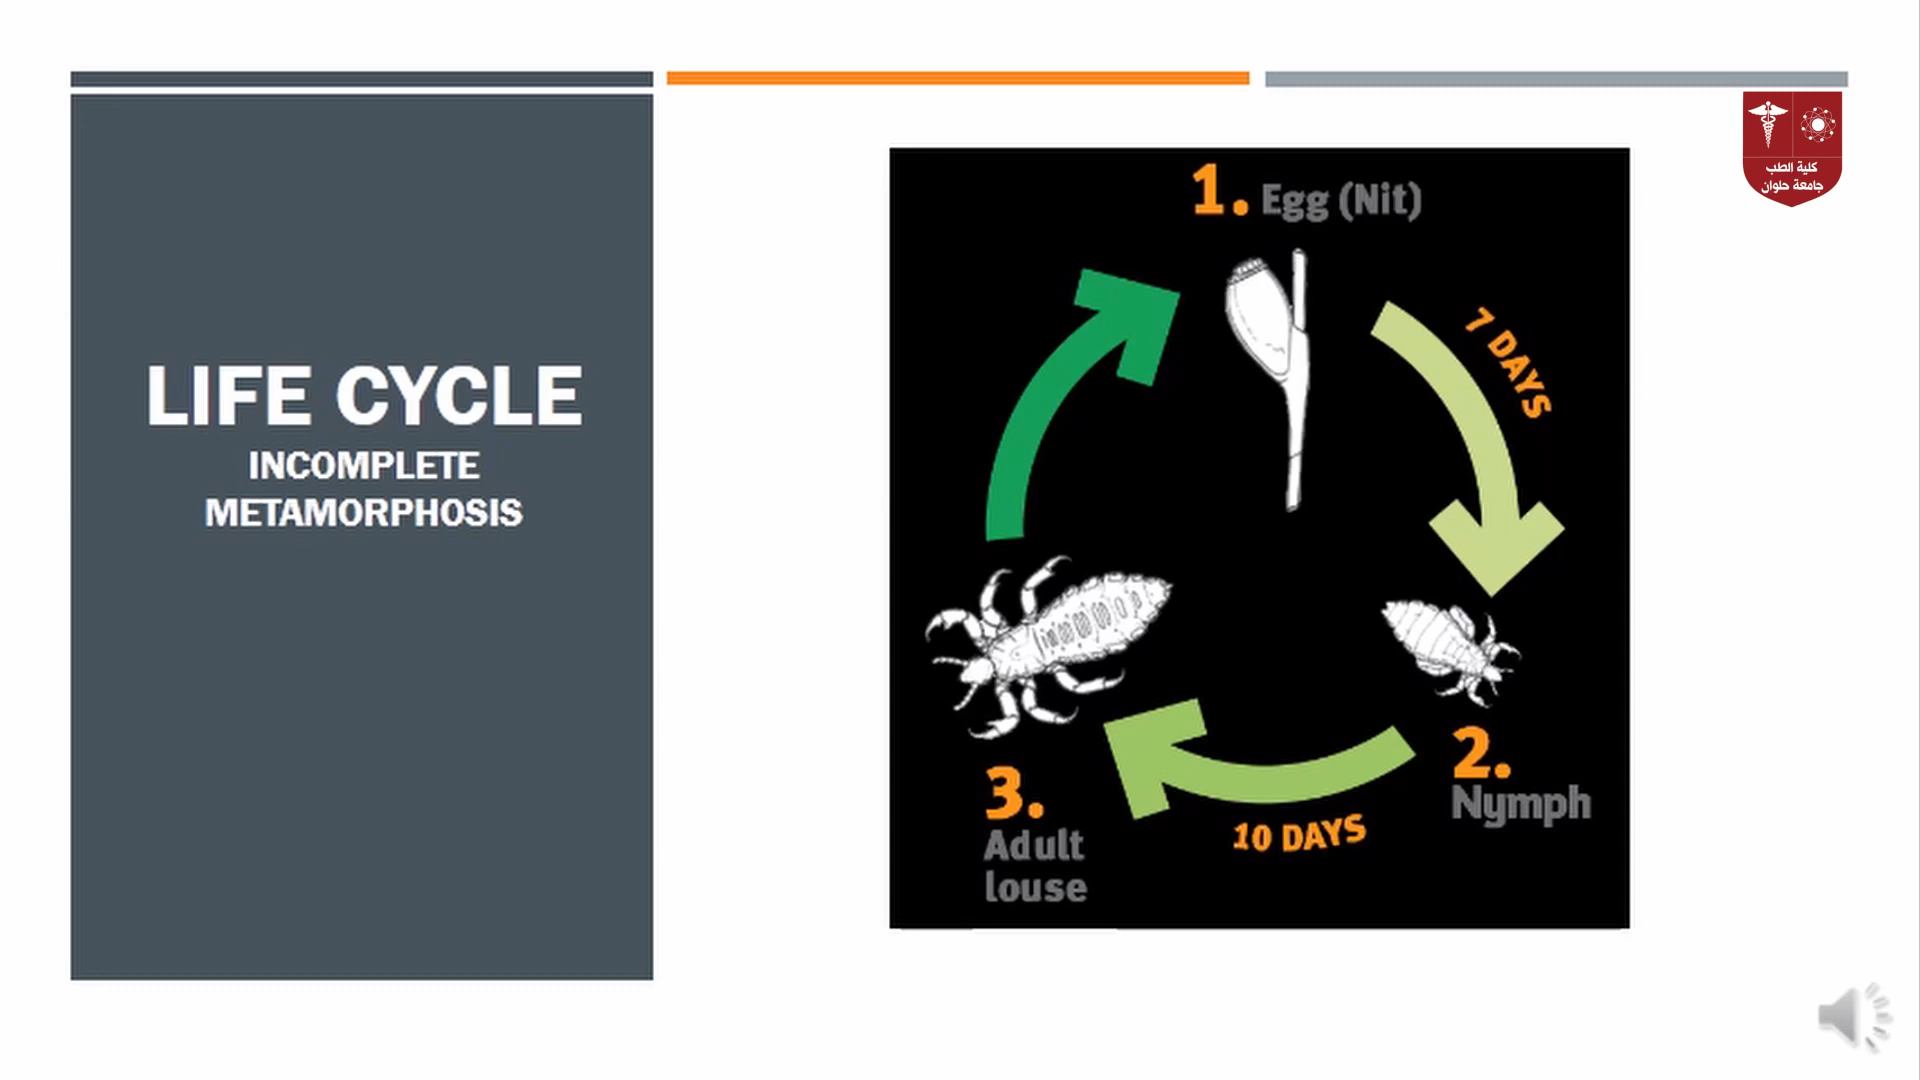 LIFE CYCLE
INCOMPLETE
METAMORPHOSIS
1. Egg (Nit)
7 DAYS
2.
Nymph
10 DAYS
3.
Adult
louse
كلية الطب
جامعة حلوان